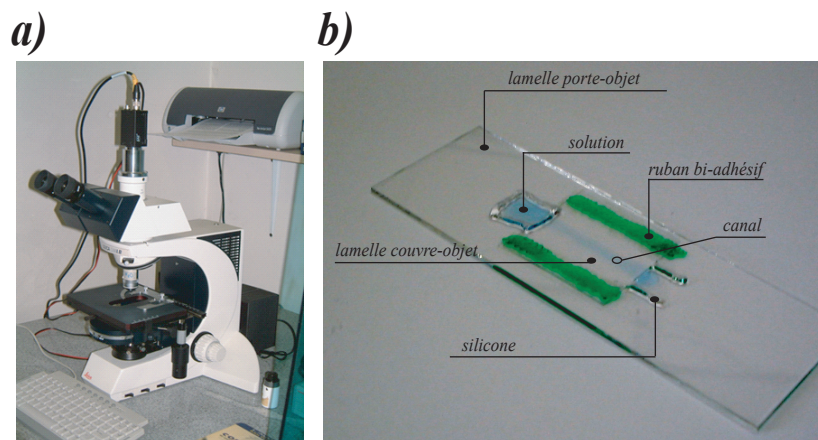 a)
b)
lamelle porte-objet
solution
ruban bi-adhésif
canal
lamelle couvre-objet
silicone